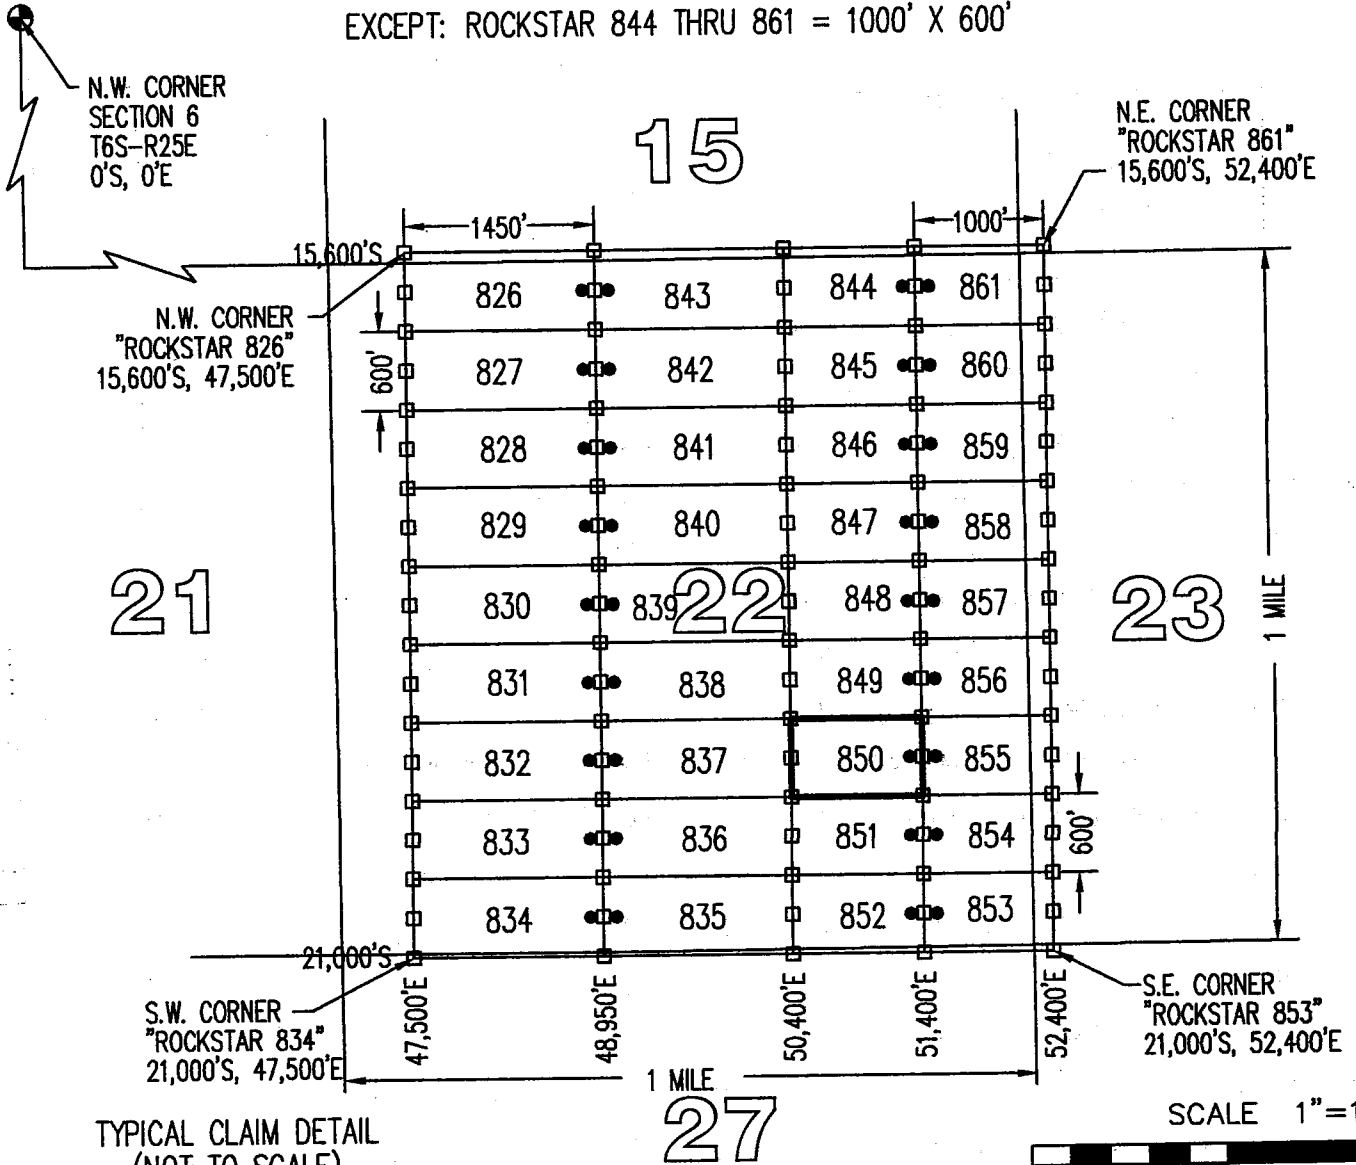 EXCEPT: ROCKSTAR 844 THRU 861 = 1000' X 600'
N.W. CORNER
SECTION 6
T6S-R25E
0'S, 0'E
15
N.E. CORNER
"ROCKSTAR 861"
15,600'S, 52,400'E
1450'
1000'
15,600'S
N.W. CORNER
"ROCKSTAR 826"
15,600'S, 47,500'E
600'
826 843 844 861
827 842 845 860
828 841 846 859
829 840 847 858
830 839 848 857
831 838 849 856
832 837 850 855
833 836 851 854
834 835 852 853
21
22
23
1 MILE
600'
21,000'S
S.W. CORNER
"ROCKSTAR 834"
21,000'S, 47,500'E
47,500'E
48,950'E
50,400'E
51,400'E
52,400'E
S.E. CORNER
"ROCKSTAR 853"
21,000'S, 52,400'E
1 MILE
27
TYPICAL CLAIM DETAIL
(NOT TO SCALE)
SCALE 1"=1